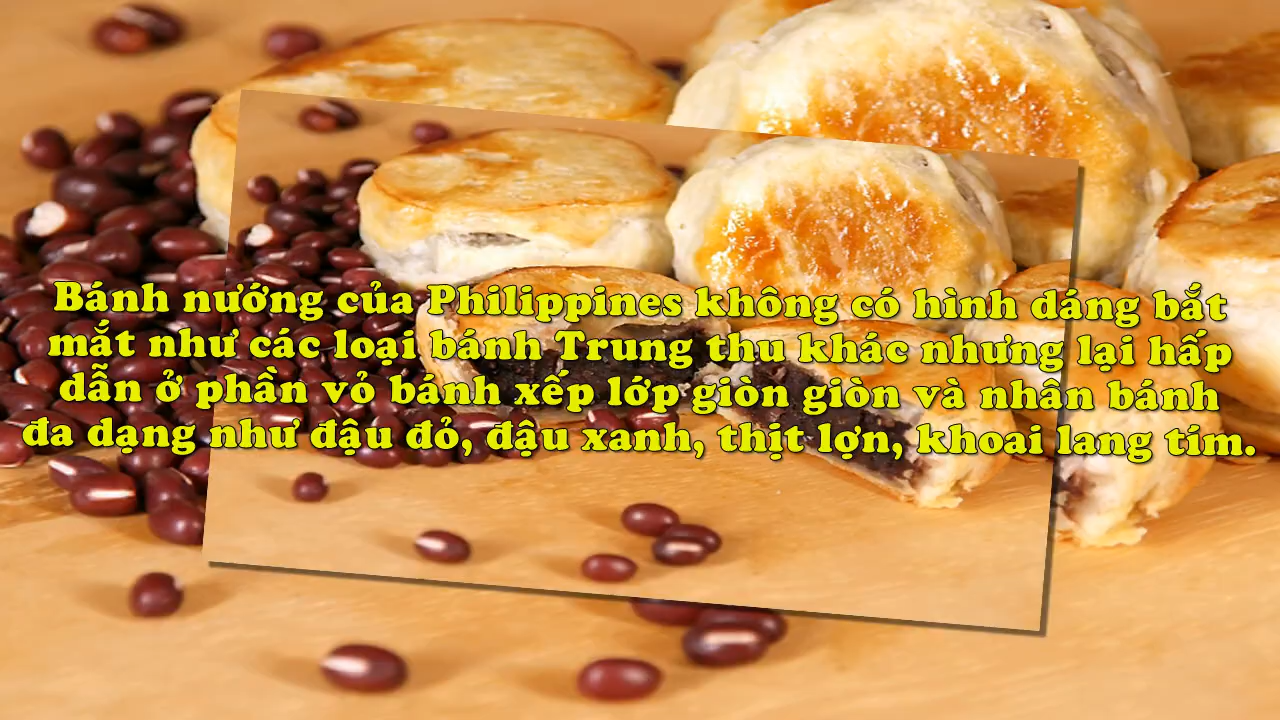 Bánh nướng của Philippines không có hình dáng bắt
mắt như các loại bánh Trung thu khác nhưng lại hấp
dẫn ở phần vỏ bánh xếp lớp giòn giòn và nhân bánh
đa dạng như đậu đỏ, đậu xanh, thịt lợn, khoai lang tím.